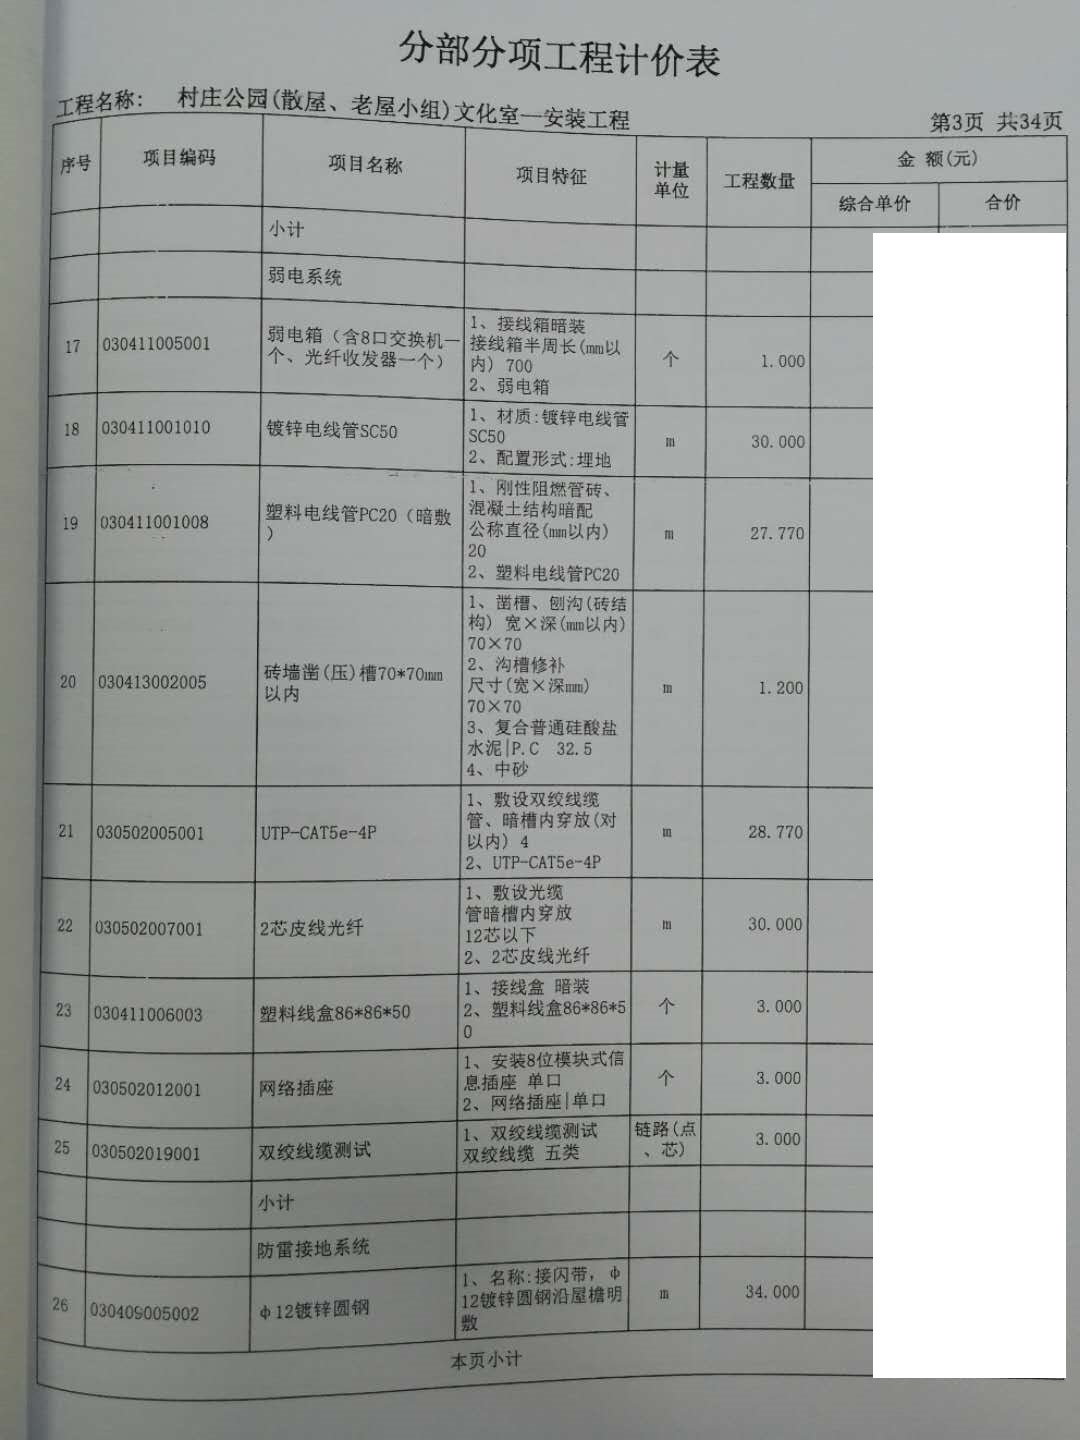 分部分项工程计价表
工程名称: 村庄公园(散屋、老屋小组)文化室—安装工程
第3页 共34页
序号 项目编码 项目名称 项目特征 计量单位 工程数量 金 额(元)
综合单价 合价
小计
弱电系统
17 030411005001 弱电箱（含8口交换机一个、光纤收发器一个） 1、接线箱暗装
接线箱半周长(mm以
内) 700
2、弱电箱 个 1.000
18 030411001010 镀锌电线管SC50 1、材质:镀锌电线管
SC50
2、配置形式:埋地 m 30.000
19 030411001008 塑料电线管PC20（暗敷） 1、刚性阻燃管砖、
混凝土结构暗配
公称直径(mm以内)
20
2、塑料电线管PC20 m 27.770
20 030413002005 砖墙凿(压)槽70*70mm以内 1、凿槽、刨沟(砖结
构) 宽×深(mm以内)
70×70
2、沟槽修补
尺寸(宽×深mm)
70×70
3、复合普通硅酸盐
水泥|P.C 32.5
4、中砂 m 1.200
21 030502005001 UTP-CAT5e-4P 1、敷设双绞线缆
管、暗槽内穿放(对
以内) 4
2、UTP-CAT5e-4P m 28.770
22 030502007001 2芯皮线光纤 1、敷设光缆
管暗槽内穿放
12芯以下
2、2芯皮线光纤 m 30.000
23 030411006003 塑料线盒86*86*50 1、接线盒 暗装
2、塑料线盒86*86*5
0 个 3.000
24 030502012001 网络插座 1、安装8位模块式信
息插座 单口
2、网络插座|单口 个 3.000
25 030502019001 双绞线缆测试 1、双绞线缆测试
双绞线缆 五类 链路(点、芯) 3.000
小计
防雷接地系统
26 030409005002 φ12镀锌圆钢 1、名称:接闪带, φ
12镀锌圆钢沿屋檐明
敷 m 34.000
本页小计